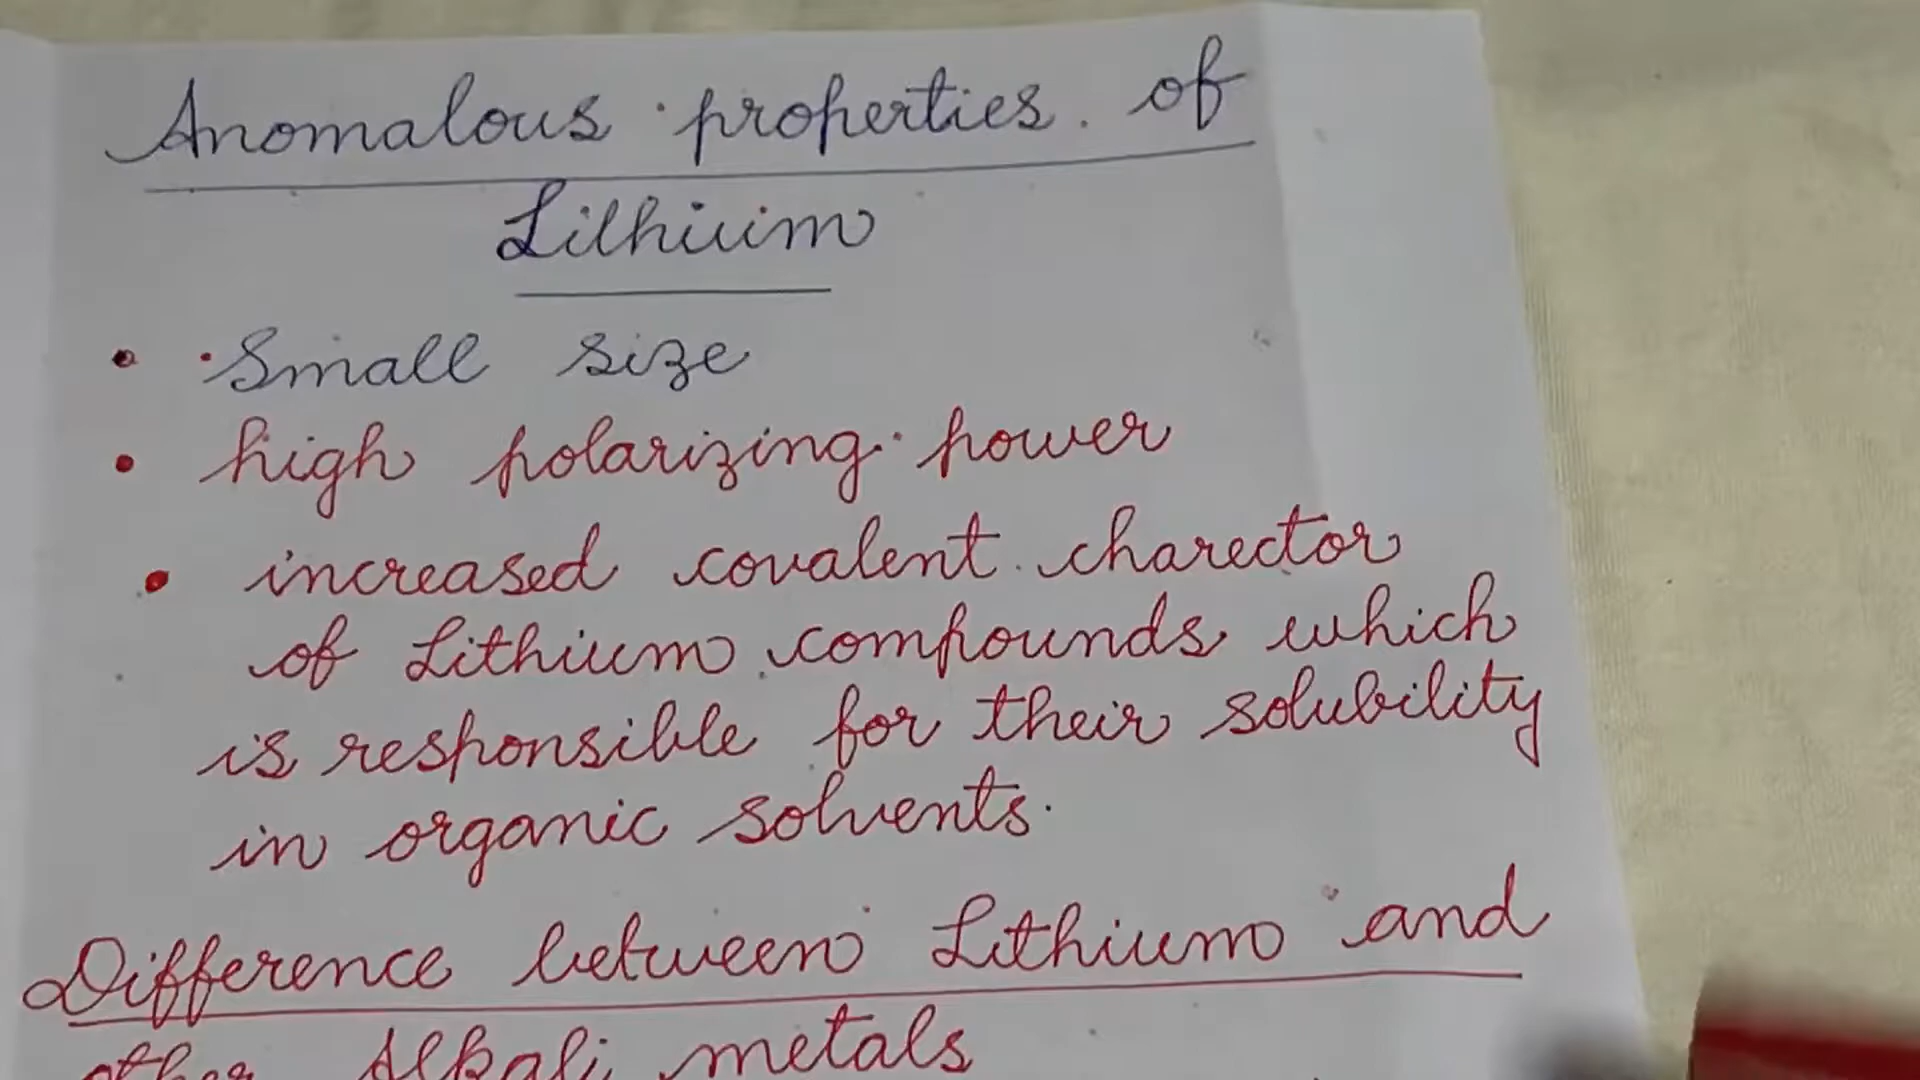 Anomalous properties of
Lithium
• Small size
• high polarizing power
• increased covalent charector
of Lithium compounds which
is responsible for their solubility
in organic solvents.
Difference between Lithium and
other Alkali metals